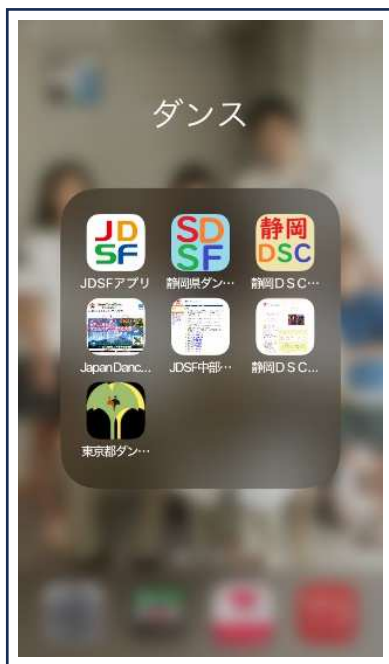 ダンス
JD
SF
JDSFアプリ
SD
SF
静岡県ダン…
静岡
DSC
静岡DSC…
Japan Danc...
JDSF中部…
静岡DSC...
東京都ダン…